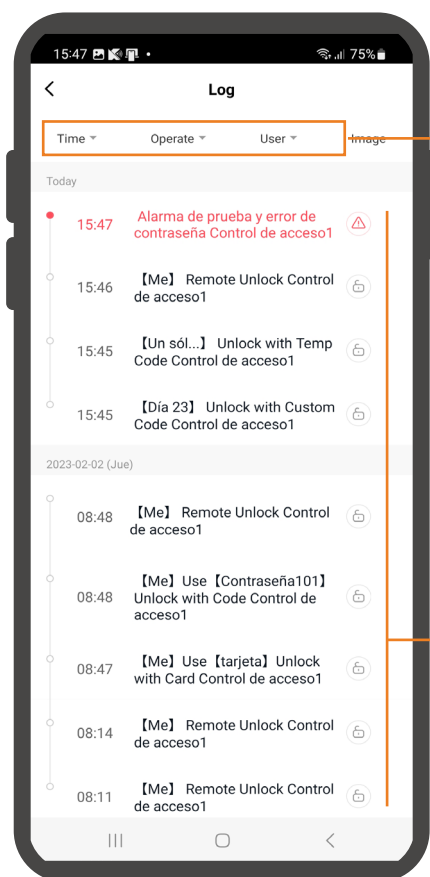 15:47 75%
Log
Time Operate User Image
Today
15:47 Alarma de prueba y error de
contraseña Control de acceso1
15:46 【Me】 Remote Unlock Control
de acceso1
15:45 【Un sól...】 Unlock with Temp
Code Control de acceso1
15:45 【Día 23】 Unlock with Custom
Code Control de acceso1
2023-02-02 (Jue)
08:48 【Me】 Remote Unlock Control
de acceso1
08:48 【Me】Use【Contraseña101】
Unlock with Code Control de
acceso1
08:47 【Me】Use【tarjeta】Unlock
with Card Control de acceso1
08:14 【Me】 Remote Unlock Control
de acceso1
08:11 【Me】 Remote Unlock Control
de acceso1